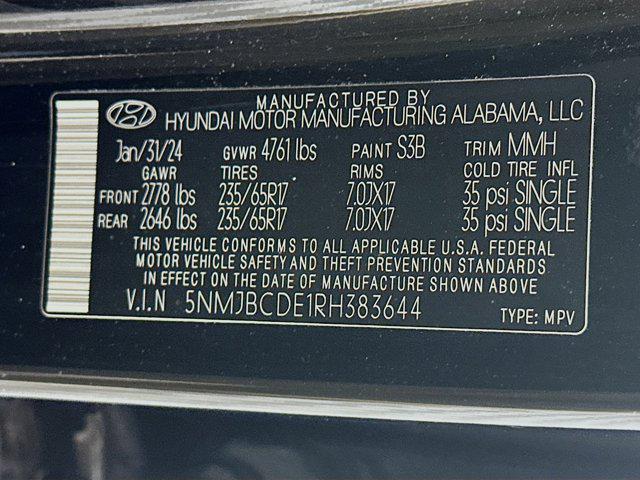 MANUFACTURED BY
HYUNDAI MOTOR MANUFACTURING ALABAMA, LLC
Jan/31/24 GVWR 4761 lbs PAINT S3B TRIM MMH
GAWR TIRES RIMS COLD TIRE INFL
FRONT 2778 lbs 235/65R17 7.0JX17 35 psi SINGLE
REAR 2646 lbs 235/65R17 7.0JX17 35 psi SINGLE
THIS VEHICLE CONFORMS TO ALL APPLICABLE U.S.A. FEDERAL
MOTOR VEHICLE SAFETY AND THEFT PREVENTION STANDARDS
IN EFFECT ON THE DATE OF MANUFACTURE SHOWN ABOVE.
V.I.N 5NMJBCDE1RH383644 TYPE: MPV